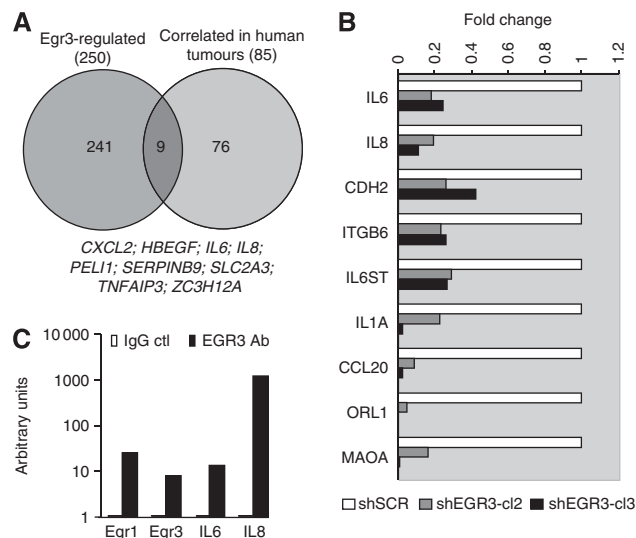 A
Egr3-regulated
(250)
Correlated in human
tumours (85)
241
9
76
CXCL2; HBEGF; IL6; IL8;
PELI1; SERPINB9; SLC2A3;
TNFAIP3; ZC3H12A
B
Fold change
0
0.2
0.4
0.6
0.8
1
1.2
IL6
IL8
CDH2
ITGB6
IL6ST
IL1A
CCL20
ORL1
MAOA
shSCR shEGR3-cl2 shEGR3-cl3
C
IgG ctl EGR3 Ab
Arbitrary units
10 000
1000
100
10
1
Egr1 Egr3 IL6 IL8